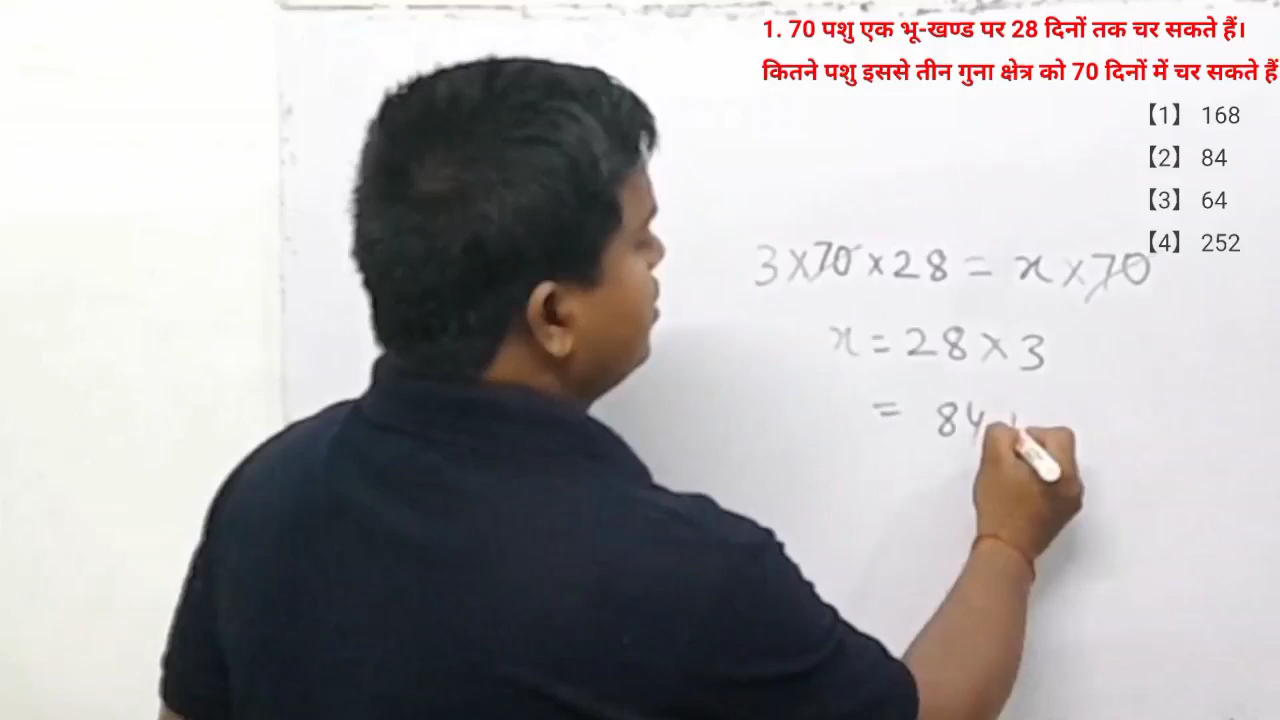 1. 70 पशु एक भू-खण्ड पर 28 दिनों तक चर सकते हैं।
कितने पशु इससे तीन गुना क्षेत्र को 70 दिनों में चर सकते हैं
【1】 168
【2】 84
【3】 64
【4】 252
3×70×28 = x×70
x = 28×3
= 84